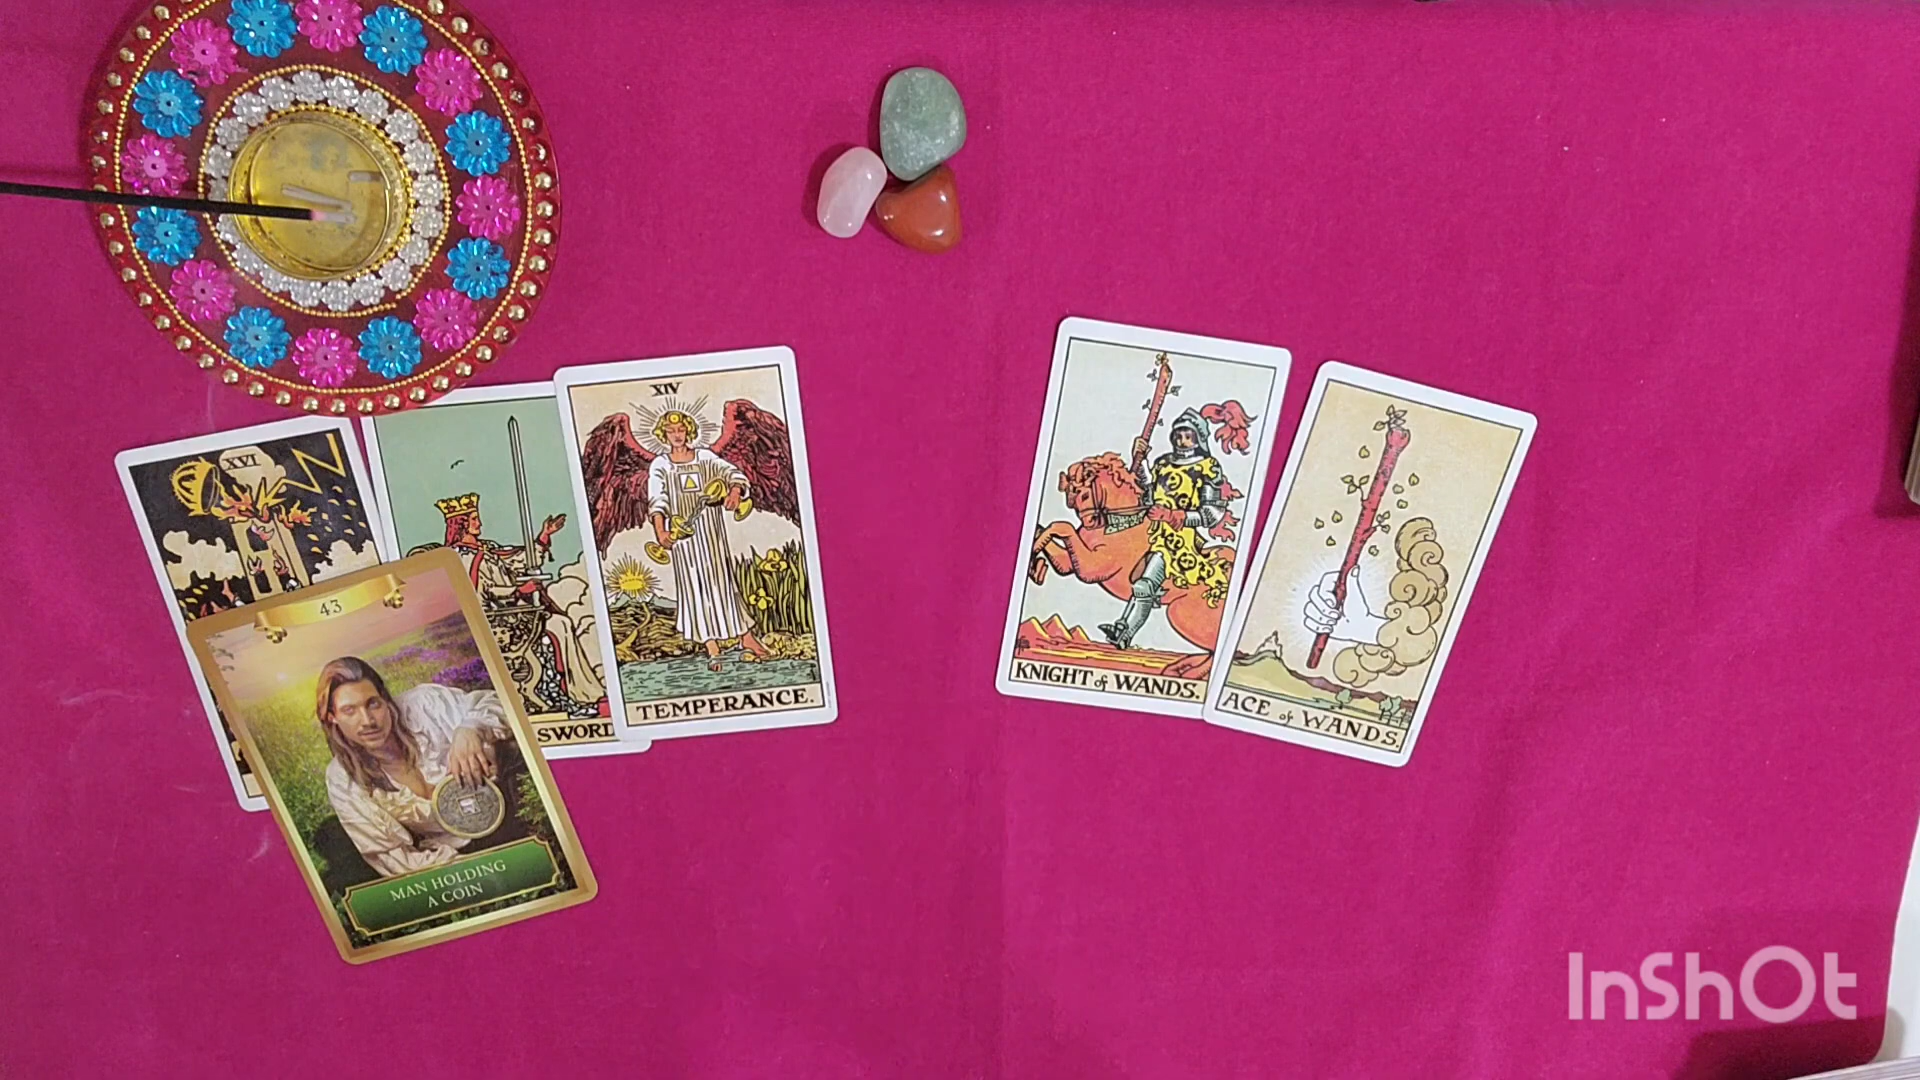 XVI
SWORD
XIV
TEMPERANCE.
43
MAN HOLDING
A COIN
KNIGHT of WANDS.
ACE of WANDS.
InShOt